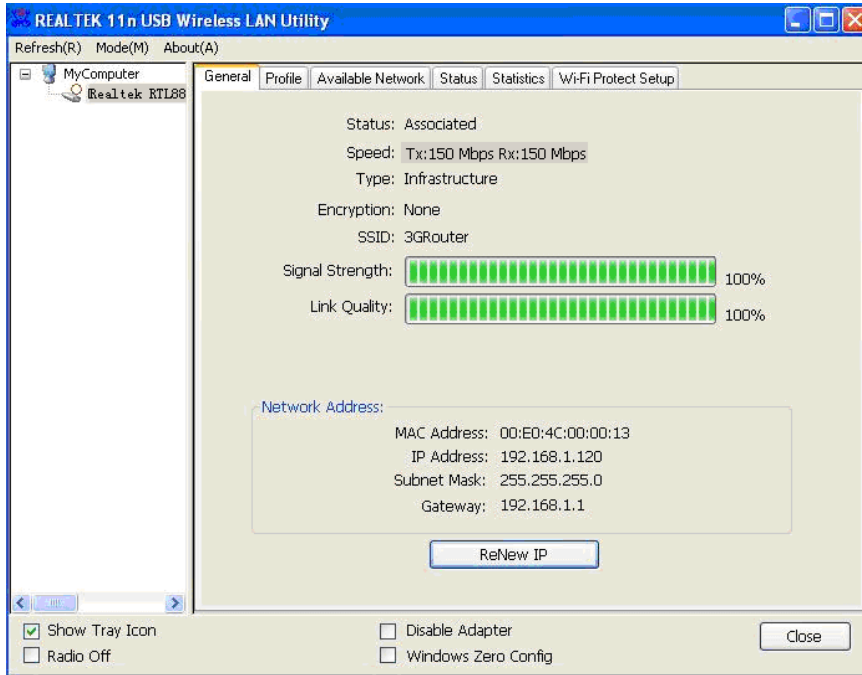 REALTEK 11n USB Wireless LAN Utility
Refresh(R) Mode(M) About(A)
MyComputer
Realtek RTL88
General Profile Available Network Status Statistics Wi-Fi Protect Setup
Status: Associated
Speed: Tx:150 Mbps Rx:150 Mbps
Type: Infrastructure
Encryption: None
SSID: 3GRouter
Signal Strength: 100%
Link Quality: 100%
Network Address:
MAC Address: 00:E0:4C:00:00:13
IP Address: 192.168.1.120
Subnet Mask: 255.255.255.0
Gateway: 192.168.1.1
ReNew IP
Show Tray Icon
Radio Off
Disable Adapter
Windows Zero Config
Close